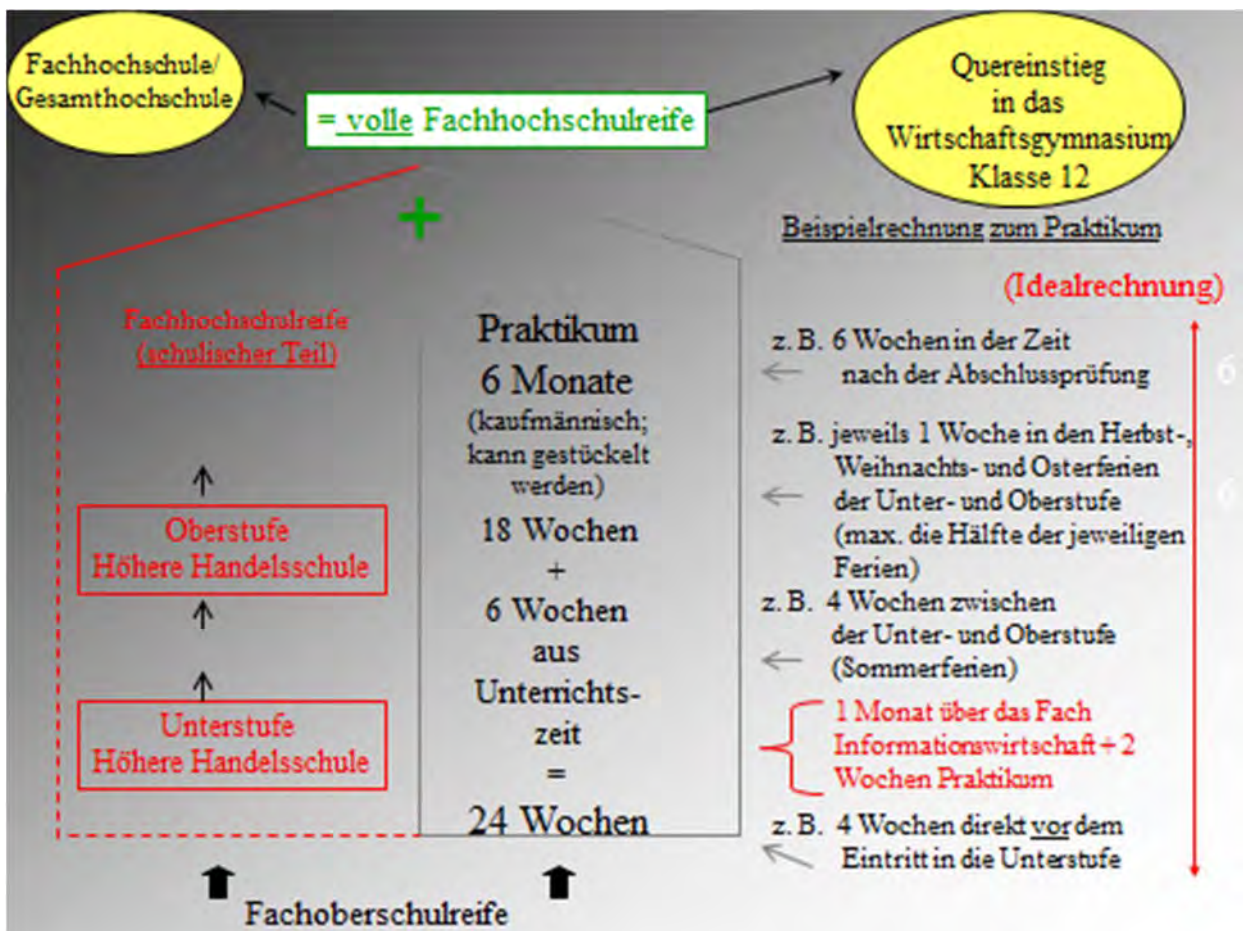 Fachhochschule/
Gesamthochschule
= volle Fachhochschulreife
Quereinstieg
in das
Wirtschaftsgymnasium
Klasse 12
+
Beispielrechnung zum Praktikum
(Idealrechnung)
Fachhochschulreife
(schulischer Teil)
Oberstufe
Höhere Handelsschule
Unterstufe
Höhere Handelsschule
Praktikum
6 Monate
(kaufmännisch;
kann gestückelt
werden)
18 Wochen
+
6 Wochen
aus
Unterrichts-
zeit
=
24 Wochen
z. B. 6 Wochen in der Zeit
nach der Abschlussprüfung
6
z. B. jeweils 1 Woche in den Herbst-,
Weihnachts- und Osterferien
der Unter- und Oberstufe
6
(max. die Hälfte der jeweiligen
Ferien)
z. B. 4 Wochen zwischen
der Unter- und Oberstufe
(Sommerferien)
1 Monat über das Fach
Informationswirtschaft + 2
Wochen Praktikum
z. B. 4 Wochen direkt vor dem
Eintritt in die Unterstufe
Fachoberschulreife